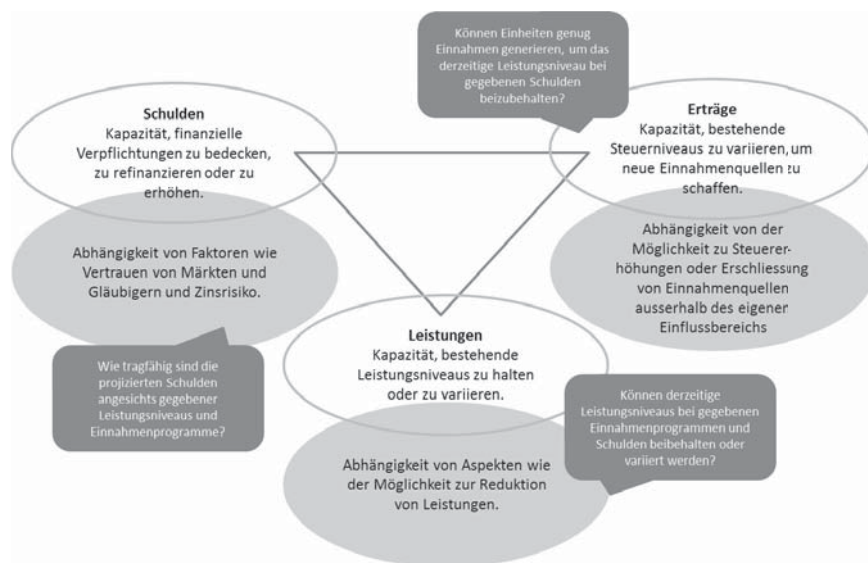 Können Einheiten genug
Einnahmen generieren, um das
derzeitige Leistungsniveau bei
gegebenen Schulden
beizubehalten?
Schulden
Kapazität, finanzielle
Verpflichtungen zu bedecken,
zu refinanzieren oder zu
erhöhen.
Erträge
Kapazität, bestehende
Steuerniveaus zu variieren, um
neue Einnahmenquellen zu
schaffen.
Abhängigkeit von Faktoren wie
Vertrauen von Märkten und
Gläubigern und Zinsrisiko.
Abhängigkeit von der
Möglichkeit zu Steuerer-
höhungen oder Erschliessung
von Einnahmenquellen
ausserhalb des eigenen
Einflussbereichs
Leistungen
Kapazität, bestehende
Leistungsniveaus zu halten
oder zu variieren.
Wie tragfähig sind die
projizierten Schulden
angesichts gegebener
Leistungsniveaus und
Einnahmenprogramme?
Können derzeitige
Leistungsniveaus bei gegebenen
Einnahmenprogrammen und
Schulden beibehalten oder
variiert werden?
Abhängigkeit von Aspekten wie
der Möglichkeit zur Reduktion
von Leistungen.